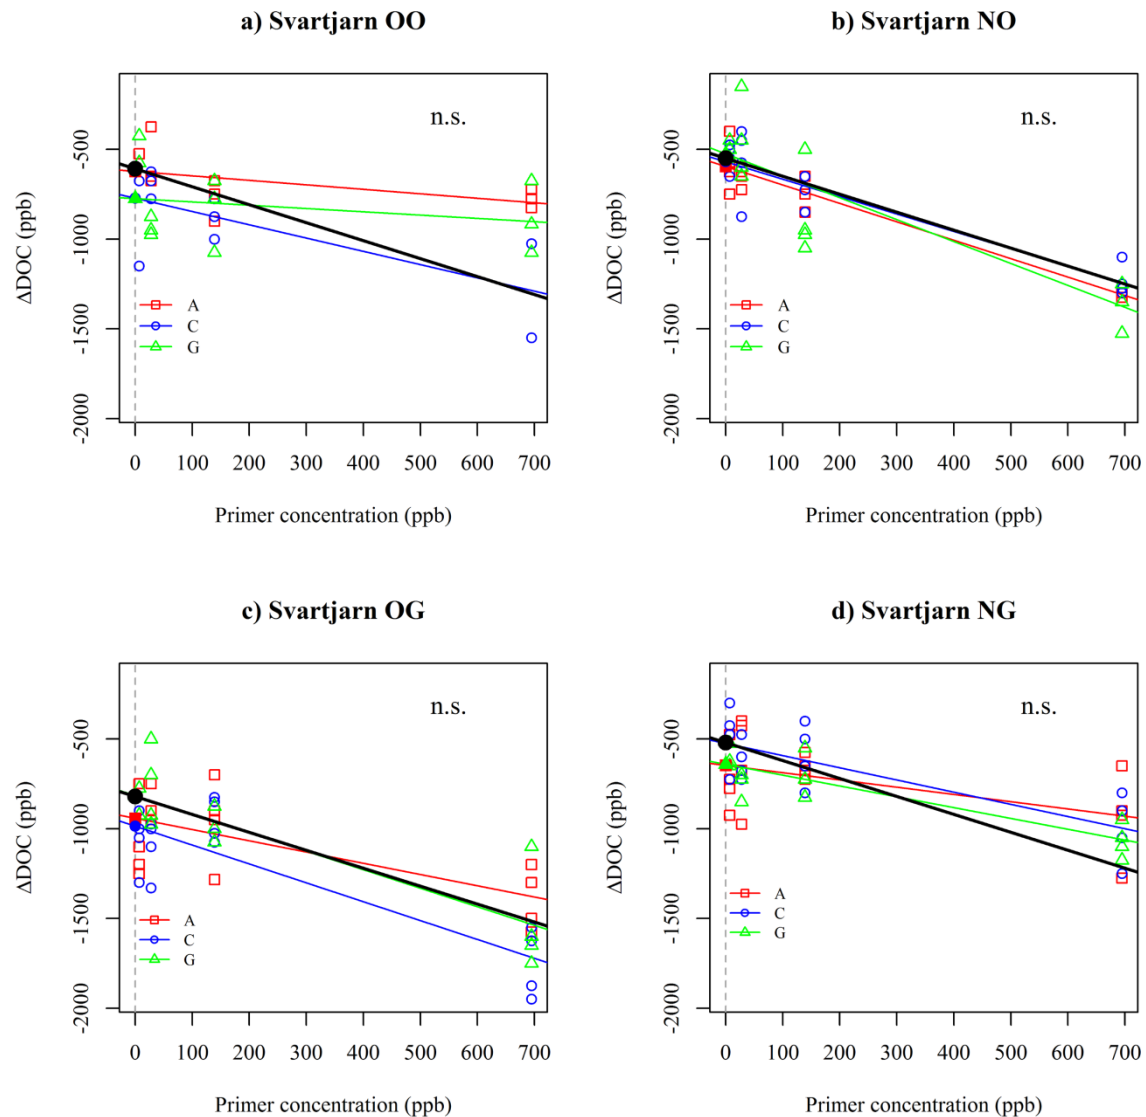 a) Svartjarn OO
n.s.
ΔDOC (ppb)
-500
-1000
-1500
-2000
A
C
G
0 100 200 300 400 500 600 700
Primer concentration (ppb)
b) Svartjarn NO
n.s.
ΔDOC (ppb)
-500
-1000
-1500
-2000
A
C
G
0 100 200 300 400 500 600 700
Primer concentration (ppb)
c) Svartjarn OG
n.s.
ΔDOC (ppb)
-500
-1000
-1500
-2000
A
C
G
0 100 200 300 400 500 600 700
Primer concentration (ppb)
d) Svartjarn NG
n.s.
ΔDOC (ppb)
-500
-1000
-1500
-2000
A
C
G
0 100 200 300 400 500 600 700
Primer concentration (ppb)